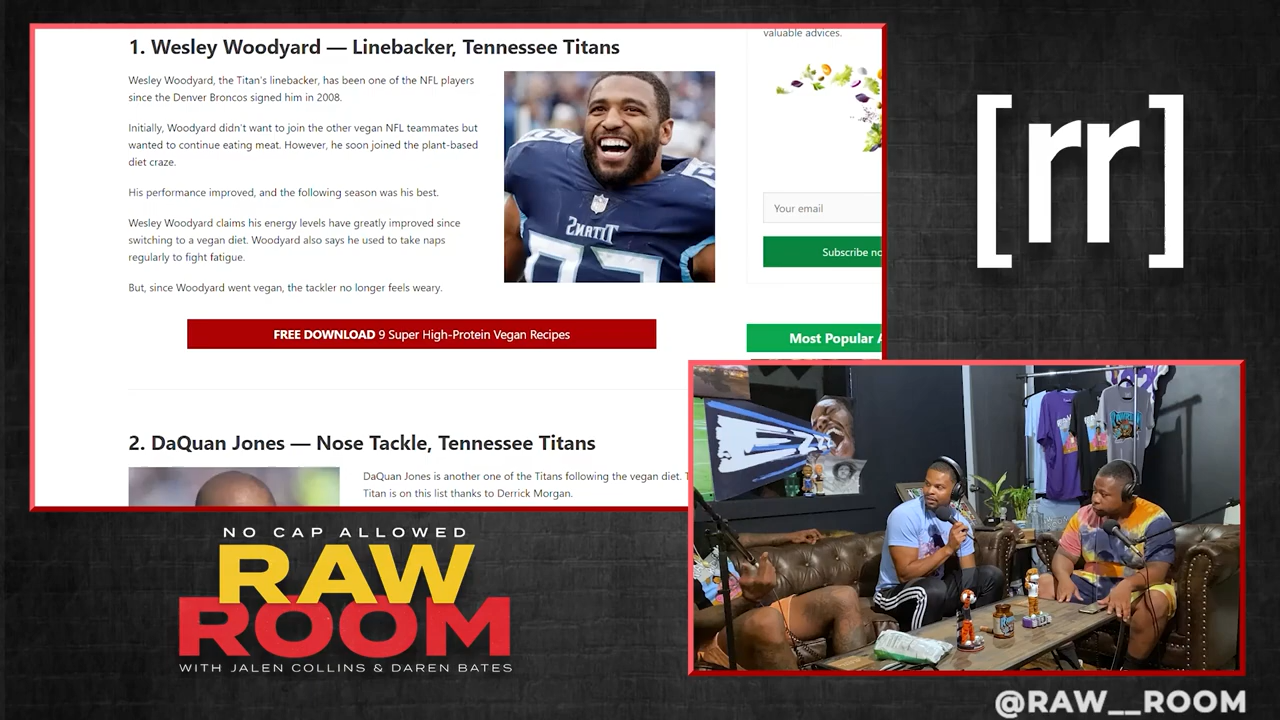 1. Wesley Woodyard — Linebacker, Tennessee Titans
Wesley Woodyard, the Titan's linebacker, has been one of the NFL players
since the Denver Broncos signed him in 2008.
Initially, Woodyard didn't want to join the other vegan NFL teammates but
wanted to continue eating meat. However, he soon joined the plant-based
diet craze.
His performance improved, and the following season was his best.
Wesley Woodyard claims his energy levels have greatly improved since
switching to a vegan diet. Woodyard also says he used to take naps
regularly to fight fatigue.
But, since Woodyard went vegan, the tackler no longer feels weary.
TITANS
FREE DOWNLOAD 9 Super High-Protein Vegan Recipes
2. DaQuan Jones — Nose Tackle, Tennessee Titans
DaQuan Jones is another one of the Titans following the vegan diet.
Titan is on this list thanks to Derrick Morgan.
valuable advices.
Your email
Subscribe no
Most Popular
[rr]
NO CAP ALLOWED
RAW
ROOM
WITH JALEN COLLINS & DAREN BATES
@RAW__ROOM